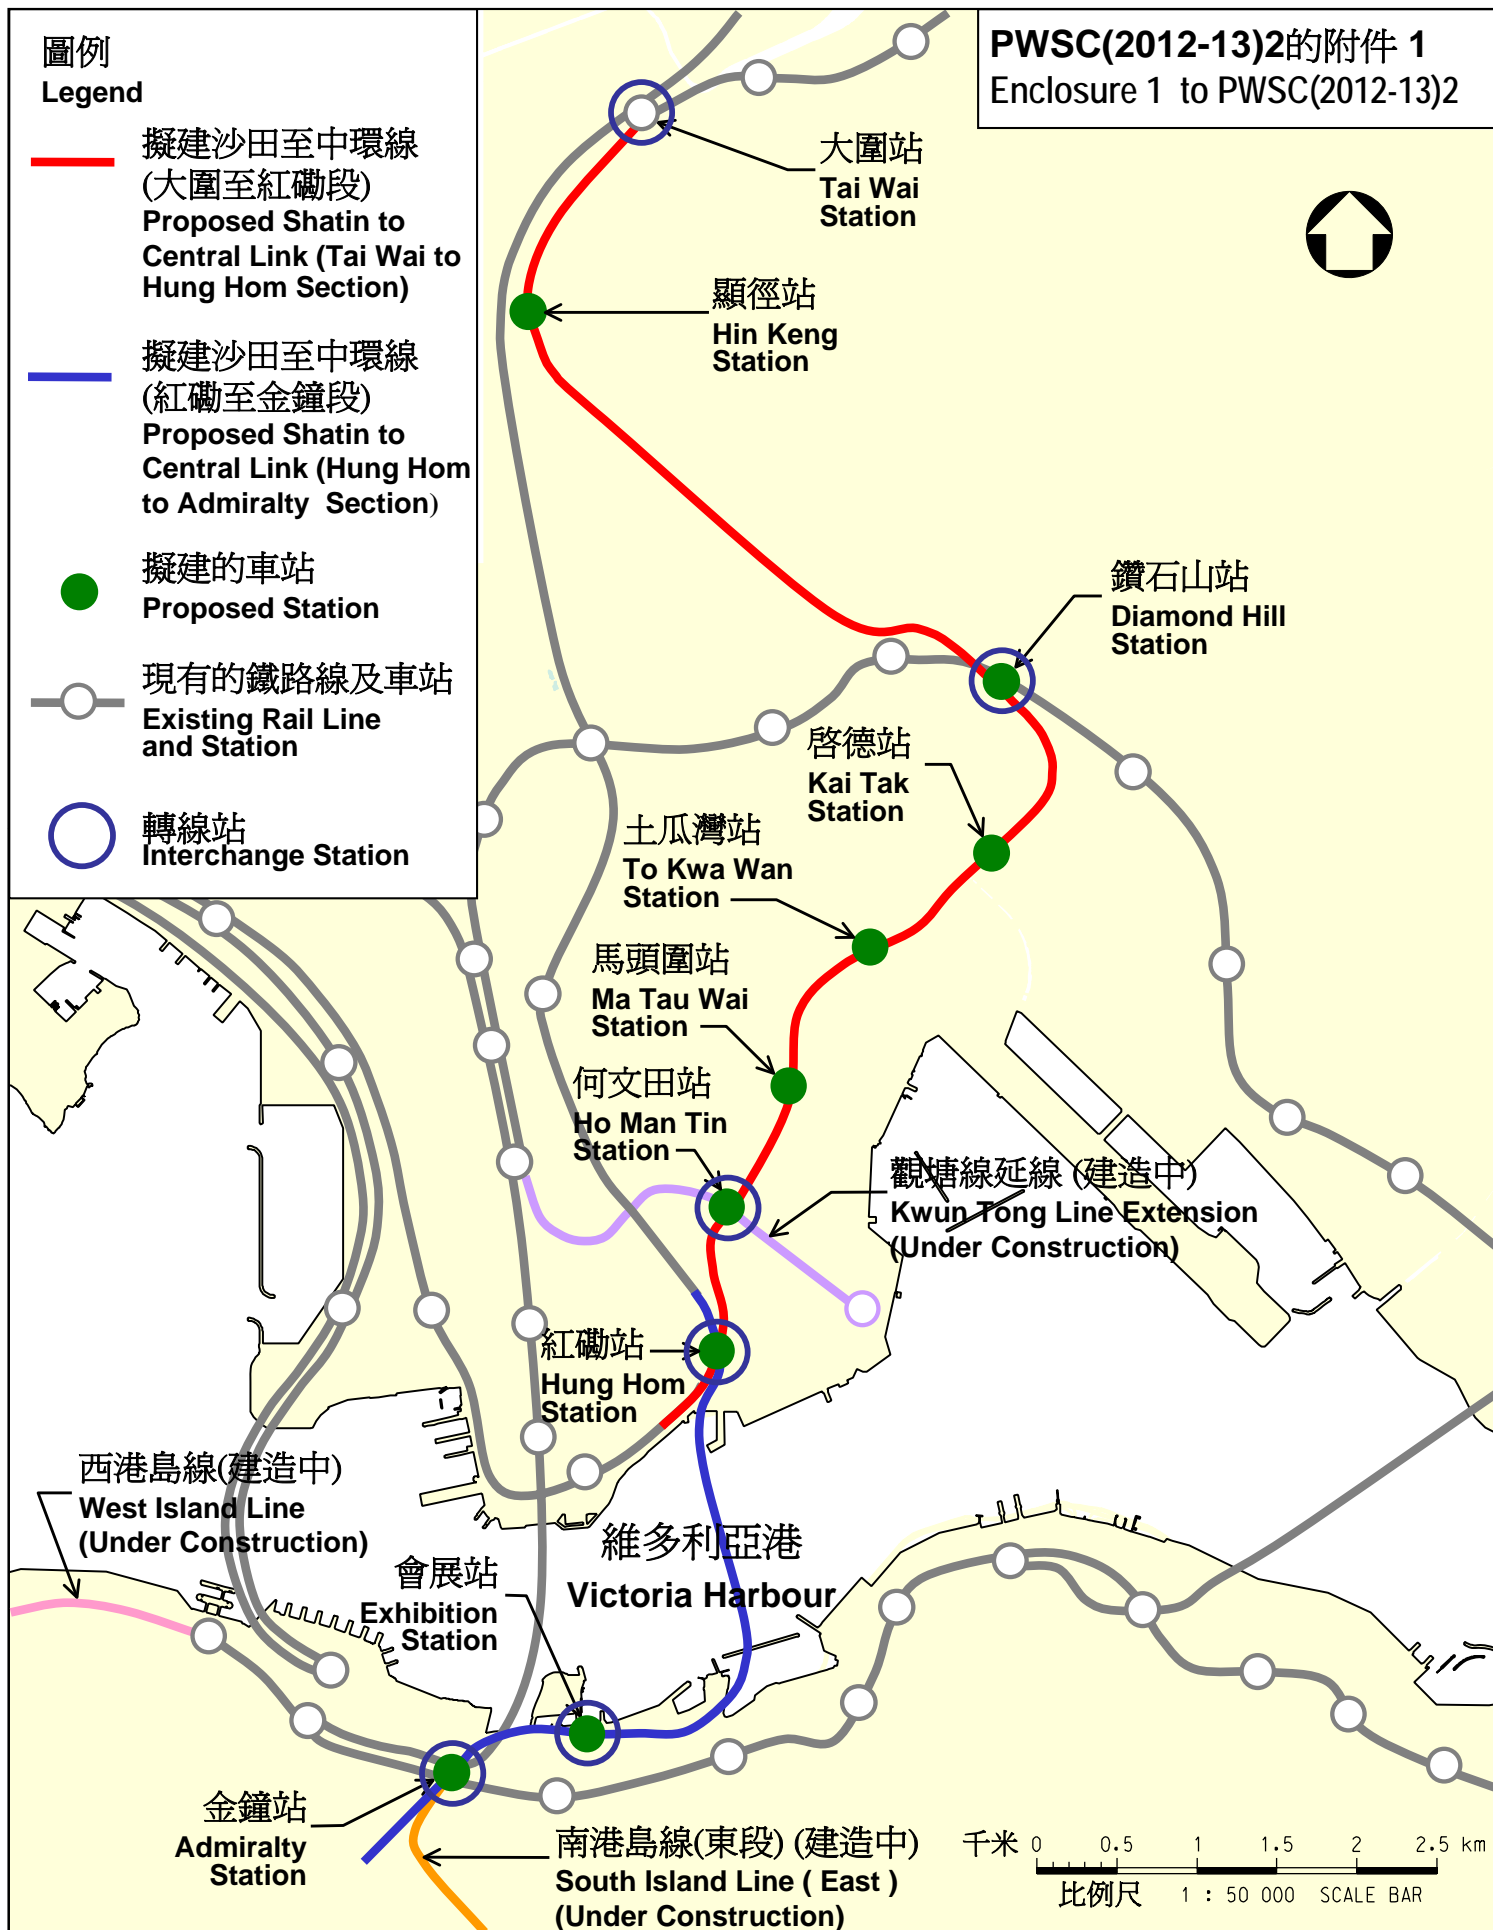 圖例
Legend
擬建沙田至中環線
(大圍至紅磡段)
Proposed Shatin to
Central Link (Tai Wai to
Hung Hom Section)
擬建沙田至中環線
(紅磡至金鐘段)
Proposed Shatin to
Central Link (Hung Hom
to Admiralty Section)
擬建的車站
Proposed Station
現有的鐵路線及車站
Existing Rail Line
and Station
轉線站
Interchange Station
PWSC(2012-13)2的附件 1
Enclosure 1 to PWSC(2012-13)2
大圍站
Tai Wai
Station
顯徑站
Hin Keng
Station
鑽石山站
Diamond Hill
Station
啓德站
Kai Tak
Station
土瓜灣站
To Kwa Wan
Station
馬頭圍站
Ma Tau Wai
Station
何文田站
Ho Man Tin
Station
觀塘線延線 (建造中)
Kwun Tong Line Extension
(Under Construction)
紅磡站
Hung Hom
Station
西港島線(建造中)
West Island Line
(Under Construction)
維多利亞港
Victoria Harbour
會展站
Exhibition
Station
金鐘站
Admiralty
Station
南港島線(東段) (建造中)
South Island Line ( East )
(Under Construction)
千米 0 0.5 1 1.5 2 2.5 km
比例尺 1 : 50 000 SCALE BAR